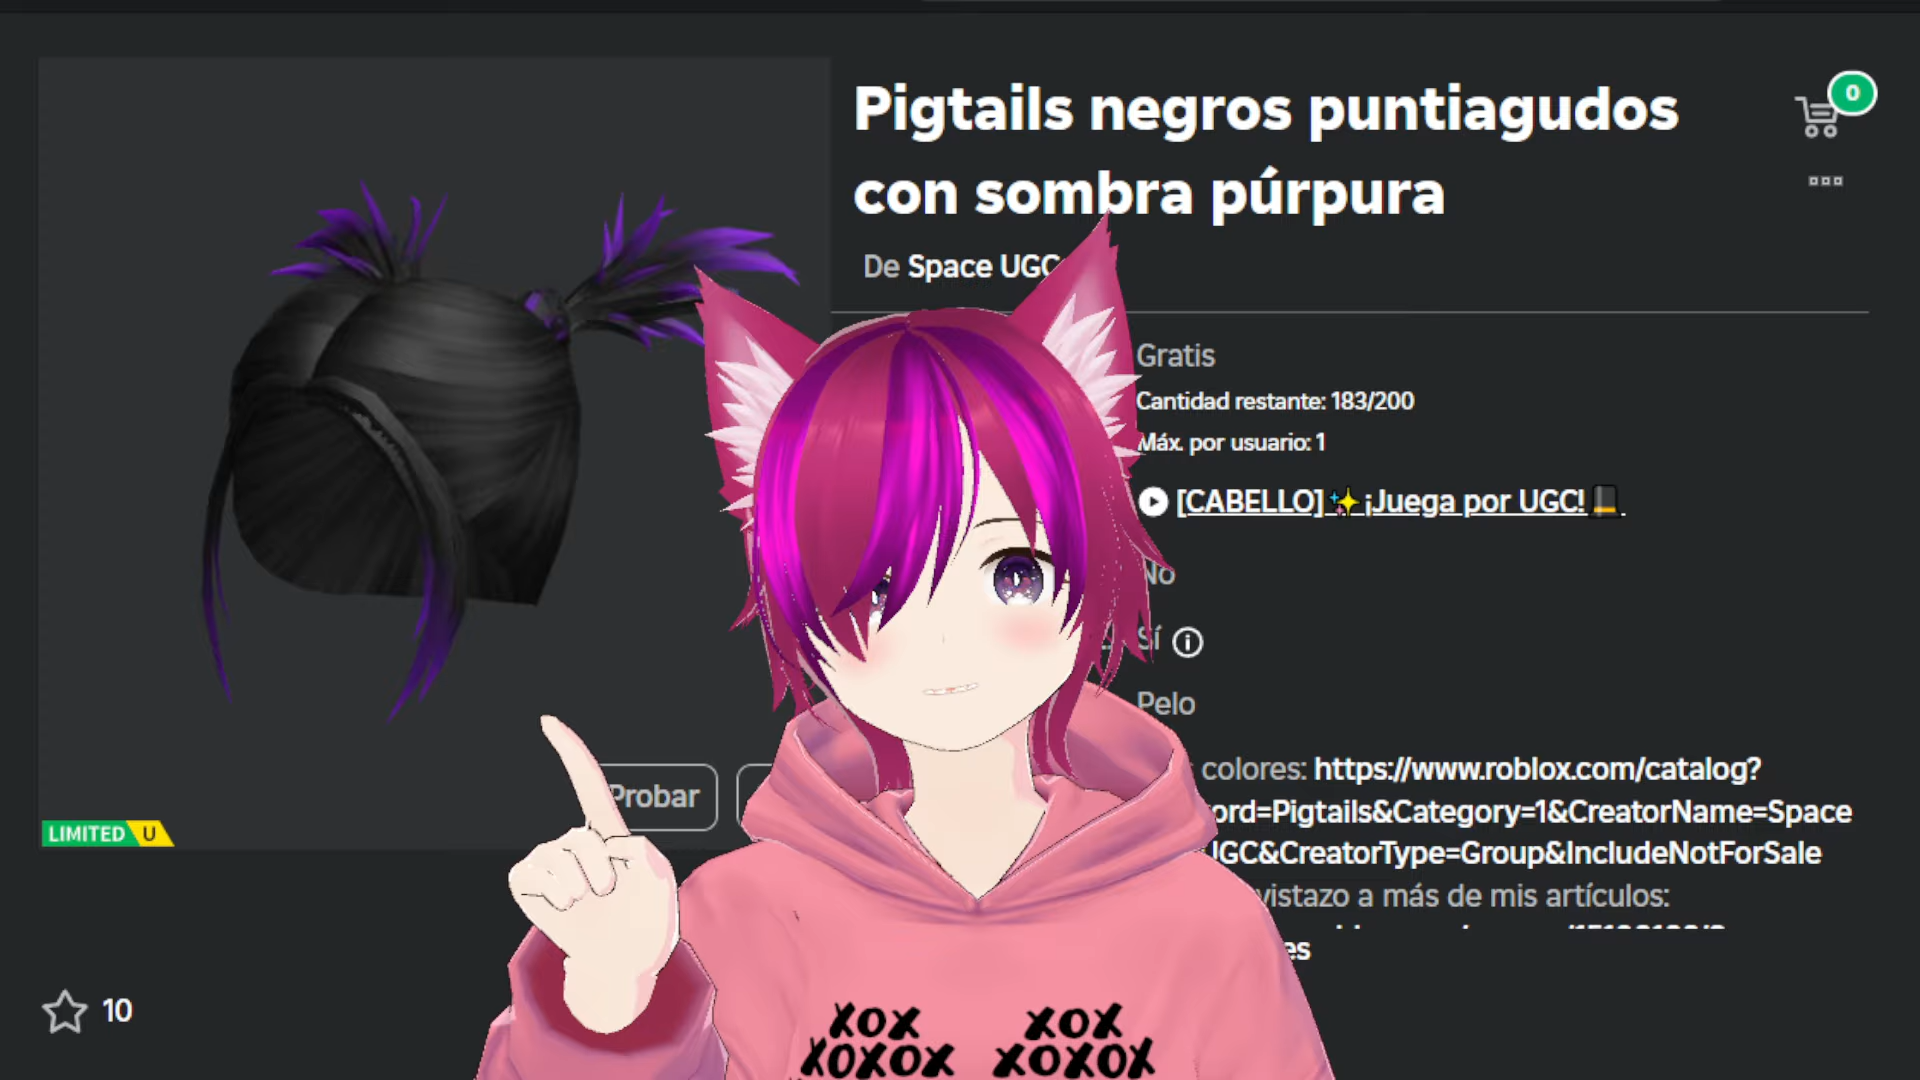 Pigtails negros puntiagudos
con sombra púrpura
0
De Space UGC
Gratis
Cantidad restante: 183/200
Máx. por usuario: 1
[CABELLO]✨¡Juega por UGC!🎩
No
Sí
Pelo
colores: https://www.roblox.com/catalog?
ord=Pigtails&Category=1&CreatorName=Space
UGC&CreatorType=Group&IncludeNotForSale
vistazo a más de mis artículos:
es
Probar
LIMITED U
10
XOX XOX
XOXOX XOXOX